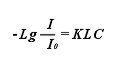 -Lg I/I₀ = KLC